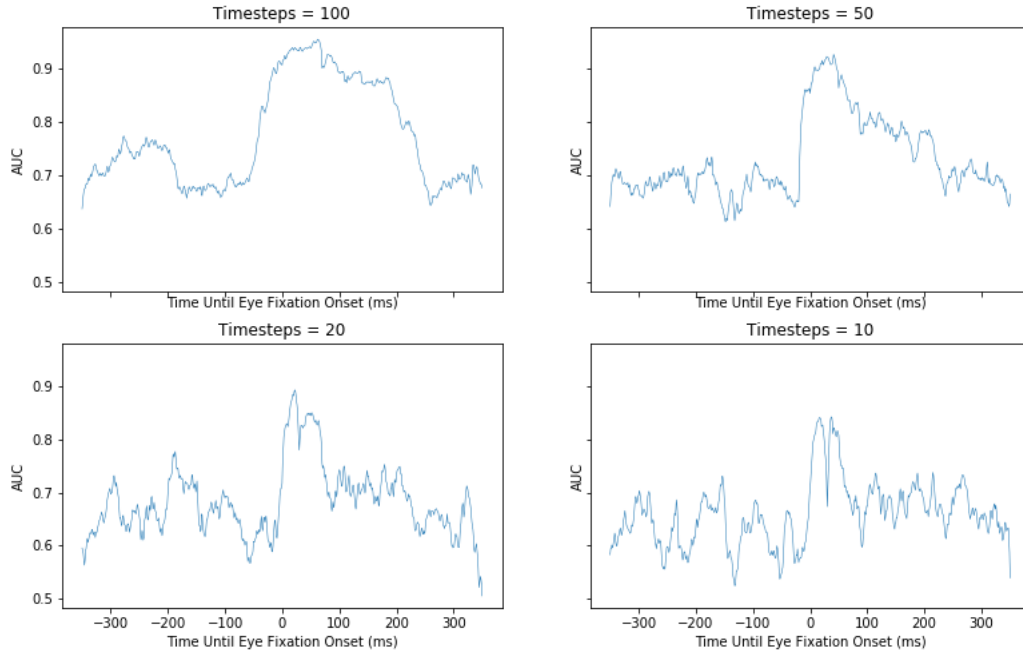 Timesteps = 100
Timesteps = 50
0.9
0.8
0.7
0.6
0.5
AUC
AUC
Time Until Eye Fixation Onset (ms)
Time Until Eye Fixation Onset (ms)
Timesteps = 20
Timesteps = 10
0.9
0.8
0.7
0.6
0.5
AUC
AUC
−300 −200 −100 0 100 200 300
−300 −200 −100 0 100 200 300
Time Until Eye Fixation Onset (ms)
Time Until Eye Fixation Onset (ms)